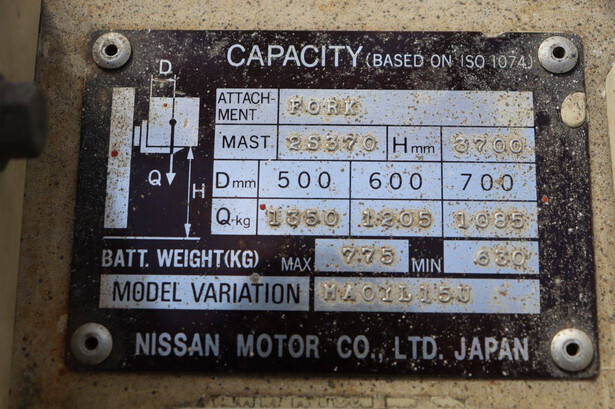 CAPACITY (BASED ON ISO 1074)
D
ATTACH-MENT FORK
MAST 2S370 Hmm 3700
Dmm 500 600 700
Q H
Q-kg 1350 1205 1085
BATT. WEIGHT(KG) MAX 775 MIN 630
MODEL VARIATION
NISSAN MOTOR CO., LTD. JAPAN